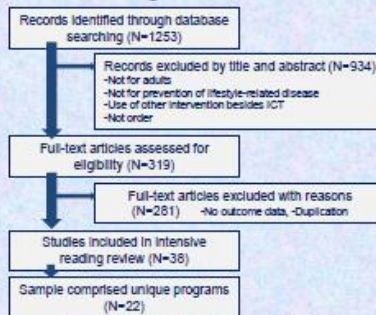 Records identified through database
searching (N=1253)
Records excluded by title and abstract (N=934)
-Not for adults
-Not for prevention of lifestyle-related disease
-Use of other intervention besides ICT
-Not order
Full-text articles assessed for
eligibility (N=319)
Full-text articles excluded with reasons
(N=281) -No outcome data, -Duplication
Studies included in intensive
reading review (N=38)
Sample comprised unique programs
(N=22)